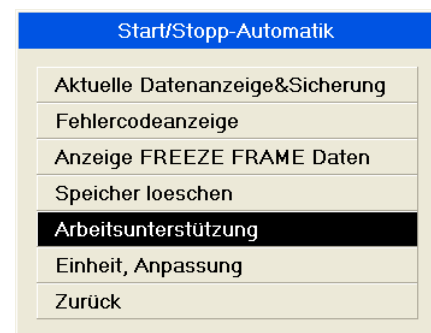 Start/Stopp-Automatik
Aktuelle Datenanzeige&Sicherung
Fehlercodeanzeige
Anzeige FREEZE FRAME Daten
Speicher loeschen
Arbeitsunterstützung
Einheit, Anpassung
Zurück